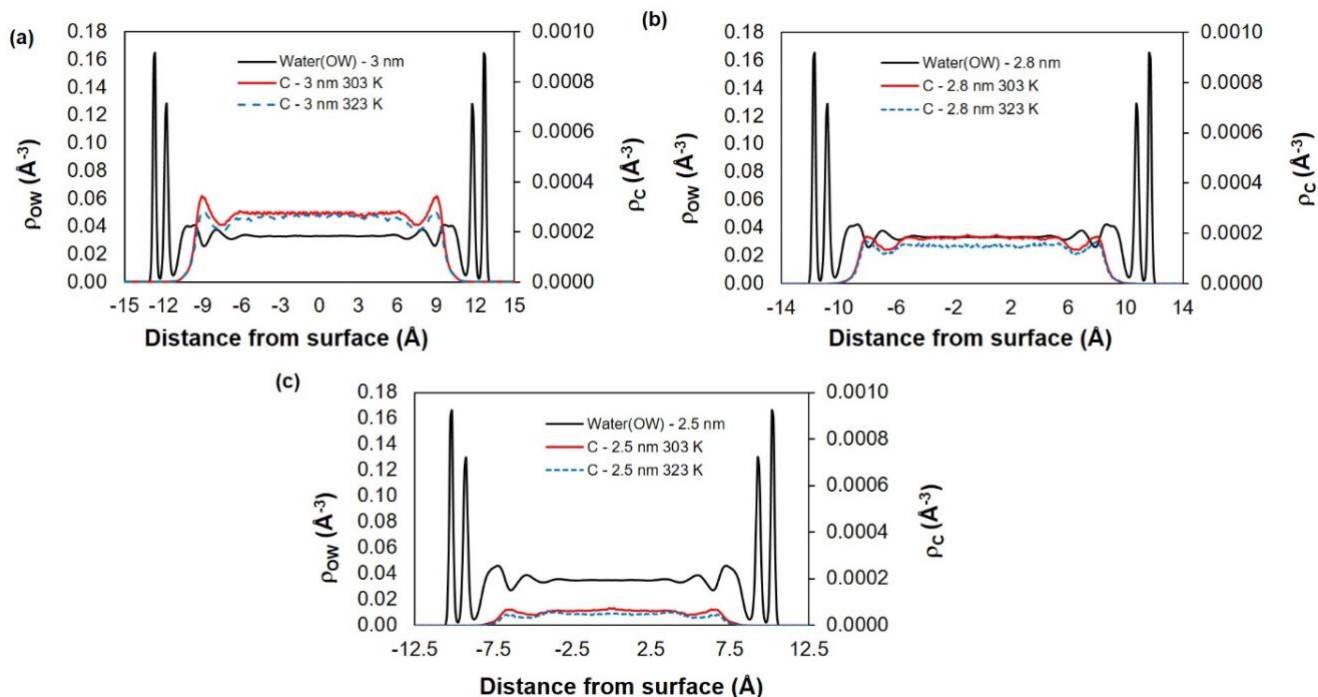 (a)
0.18
0.16
0.14
0.12
0.10
0.08
0.06
0.04
0.02
0.00
ρOW (Å-3)
Water(OW) - 3 nm
C - 3 nm 303 K
C - 3 nm 323 K
0.0010
0.0008
0.0006
0.0004
0.0002
0.0000
ρC (Å-3)
-15 -12 -9 -6 -3 0 3 6 9 12 15
Distance from surface (Å)
(b)
0.18
0.16
0.14
0.12
0.10
0.08
0.06
0.04
0.02
0.00
ρOW (Å-3)
Water(OW) - 2.8 nm
C - 2.8 nm 303 K
C - 2.8 nm 323 K
0.0010
0.0008
0.0006
0.0004
0.0002
0.0000
ρC (Å-3)
-14 -10 -6 -2 2 6 10 14
Distance from surface (Å)
(c)
0.18
0.16
0.14
0.12
0.10
0.08
0.06
0.04
0.02
0.00
ρOW (Å-3)
Water(OW) - 2.5 nm
C - 2.5 nm 303 K
C - 2.5 nm 323 K
0.0010
0.0008
0.0006
0.0004
0.0002
0.0000
ρC (Å-3)
-12.5 -7.5 -2.5 2.5 7.5 12.5
Distance from surface (Å)